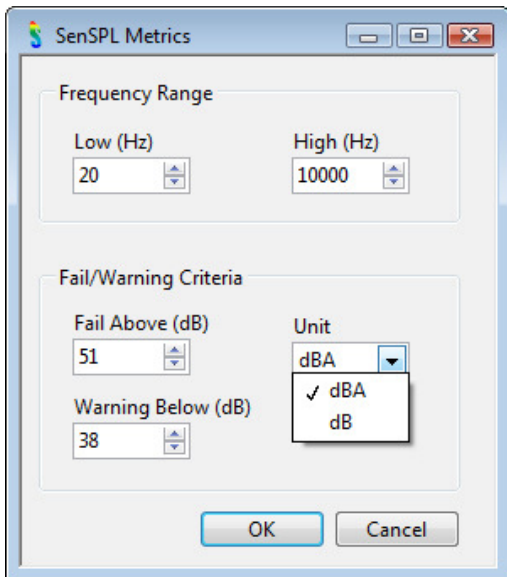 SenSPL Metrics
Frequency Range
Low (Hz) High (Hz)
20 10000
Fail/Warning Criteria
Fail Above (dB) Unit
51 dBA
✓ dBA
Warning Below (dB) dB
38
OK Cancel